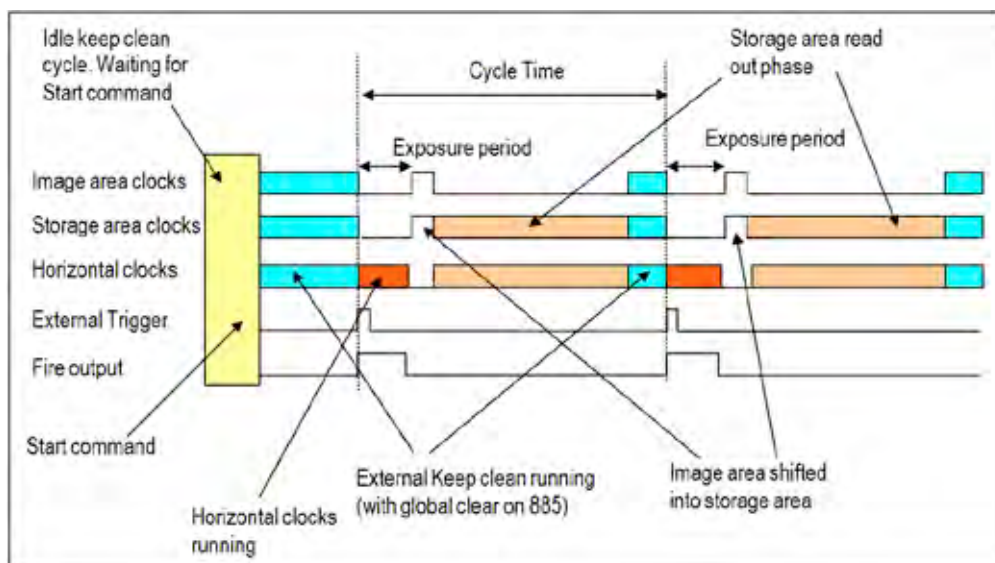 Idle keep clean
cycle. Waiting for
Start command
Cycle Time
Storage area read
out phase
Exposure period
Exposure period
Image area clocks
Storage area clocks
Horizontal clocks
External Trigger
Fire output
Start command
Horizontal clocks
running
External Keep clean running
(with global clear on 885)
Image area shifted
into storage area